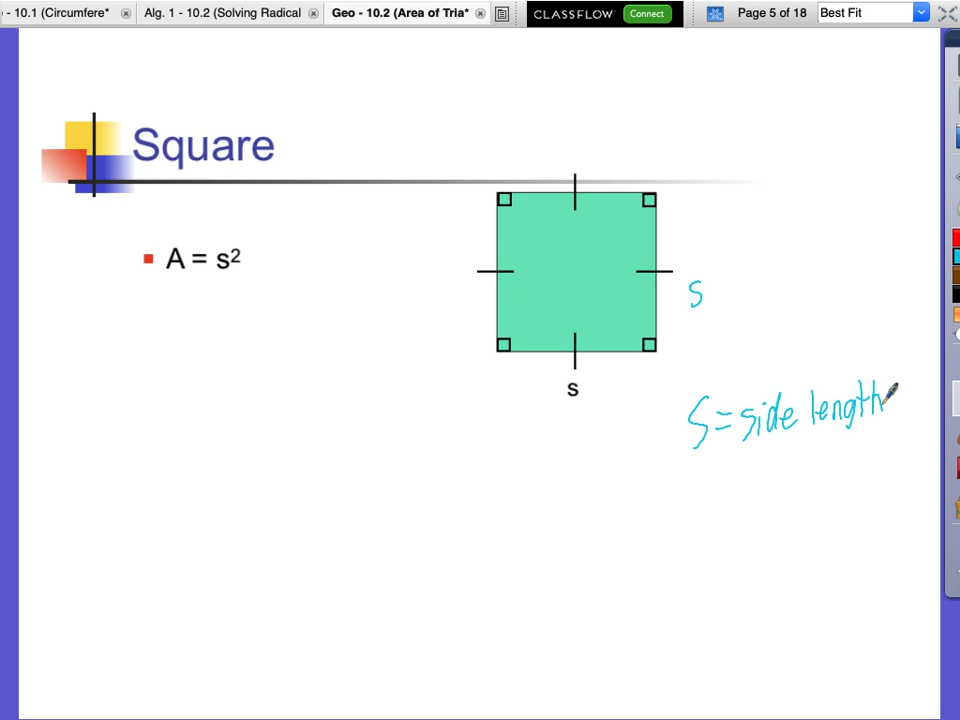 - 10.1 (Circumfere*
Alg. 1 - 10.2 (Solving Radical
Geo - 10.2 (Area of Tria*
CLASSFLOW
Connect
Page 5 of 18
Best Fit
Square
A = s²
s
s
S = side length